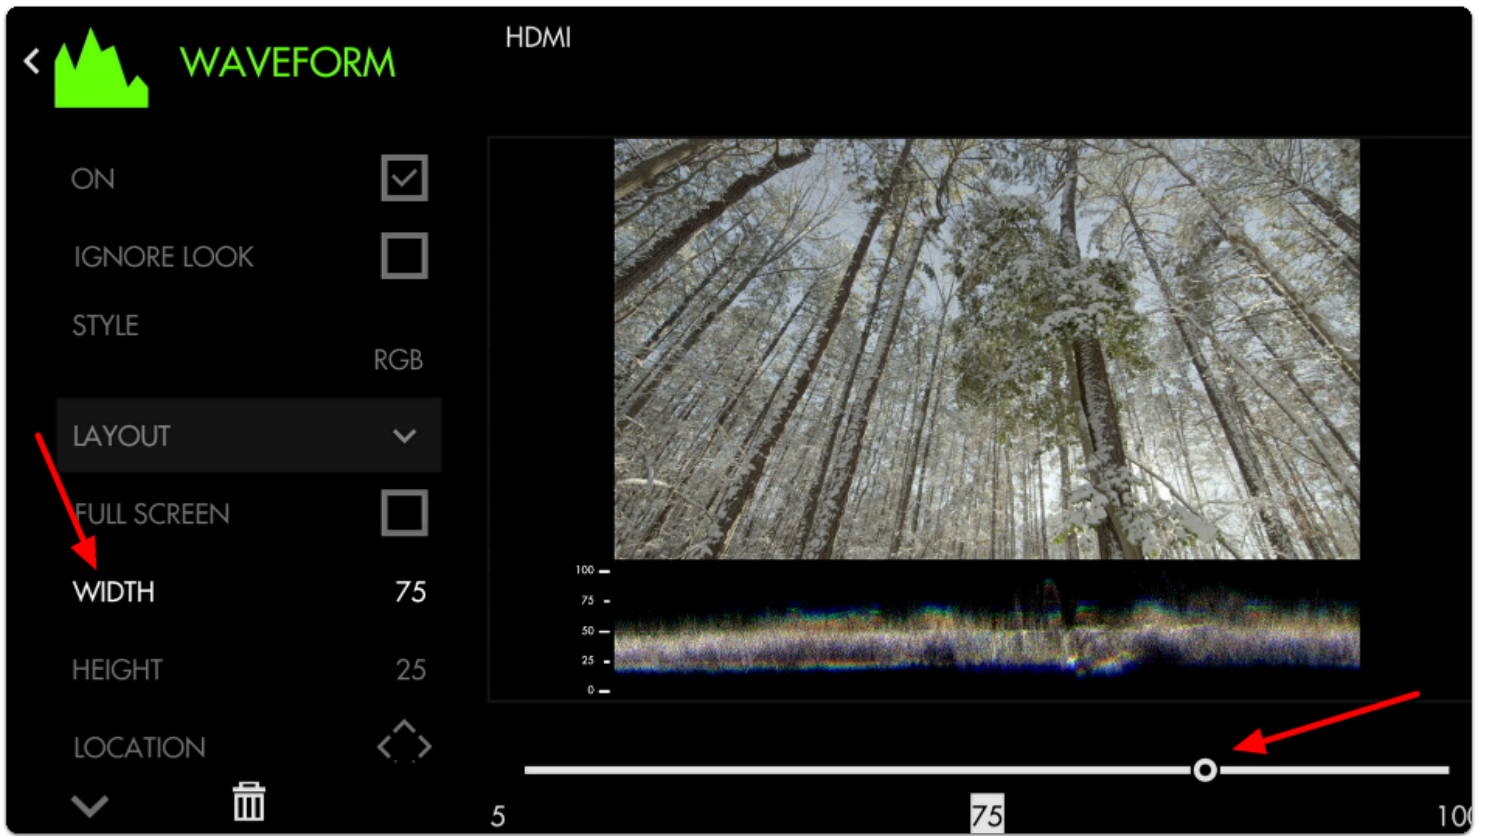 WAVEFORM
HDMI
ON
IGNORE LOOK
STYLE
RGB
LAYOUT
FULL SCREEN
WIDTH 75
HEIGHT 25
LOCATION
100
75
50
25
0
5 75 100